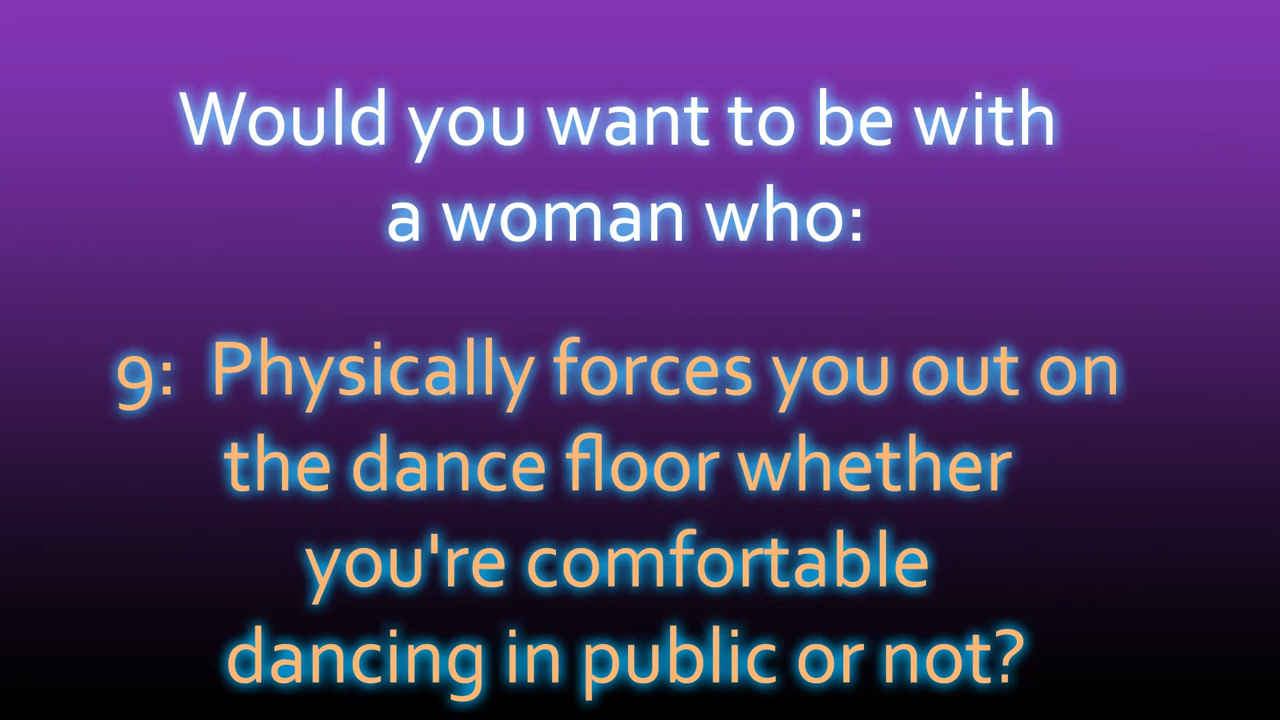 Would you want to be with
a woman who:
9: Physically forces you out on
the dance floor whether
you're comfortable
dancing in public or not?